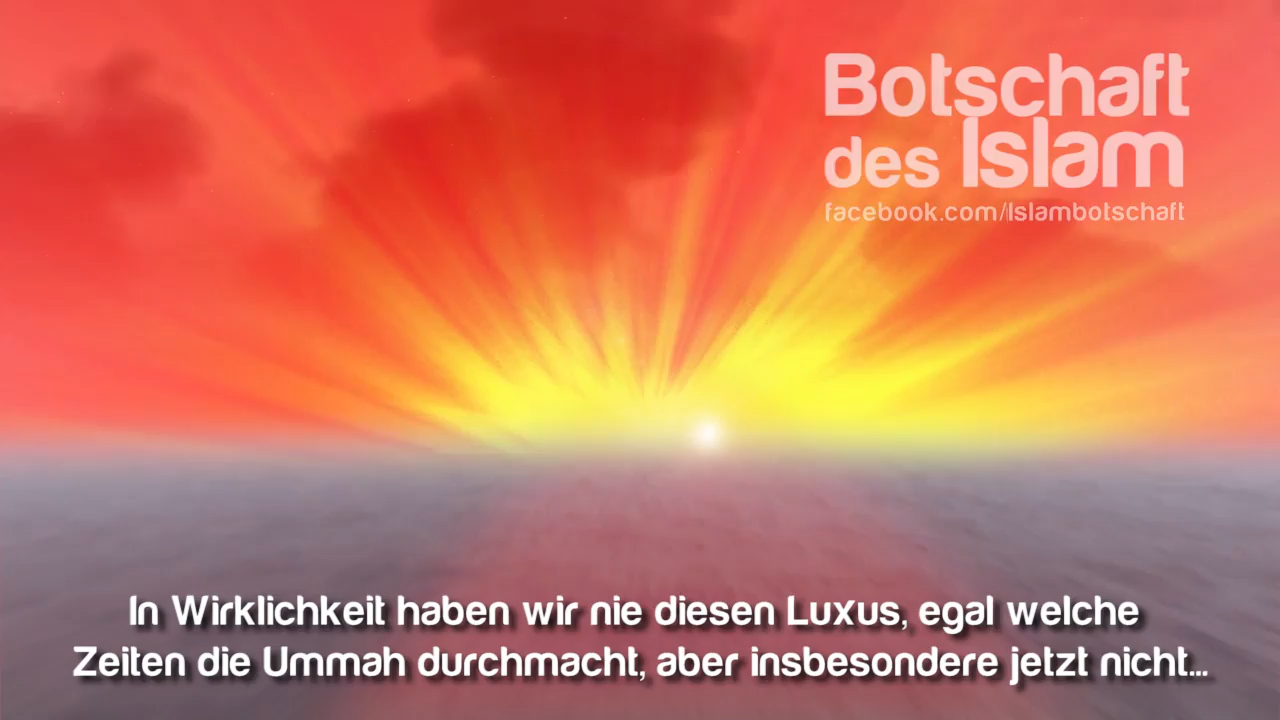 Botschaft
des Islam
facebook.com/Islambotschaft
In Wirklichkeit haben wir nie diesen Luxus, egal welche
Zeiten die Ummah durchmacht, aber insbesondere jetzt nicht...